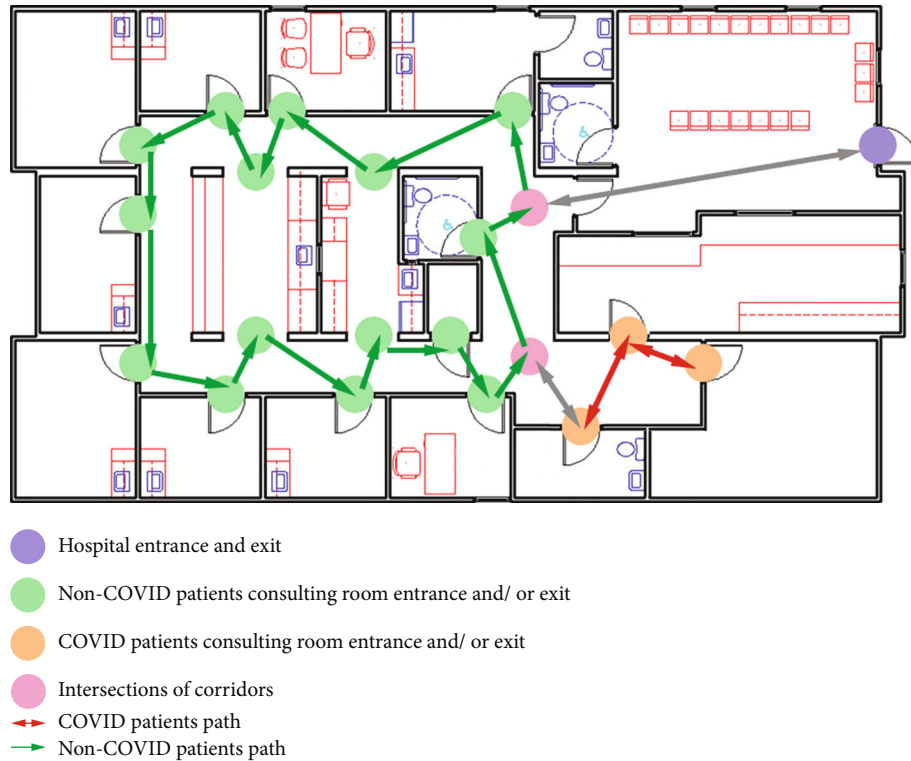 Hospital entrance and exit
Non-COVID patients consulting room entrance and/ or exit
COVID patients consulting room entrance and/ or exit
Intersections of corridors
COVID patients path
Non-COVID patients path